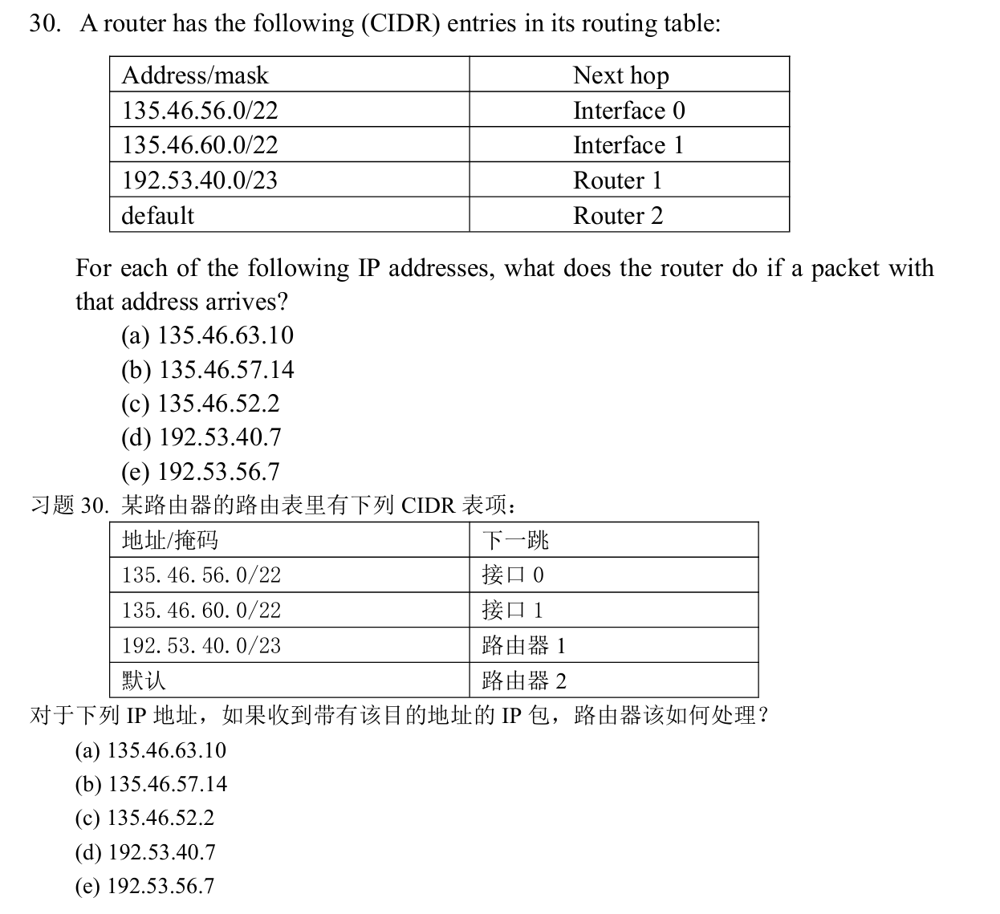 30. A router has the following (CIDR) entries in its routing table:
Address/mask Next hop
135.46.56.0/22 Interface 0
135.46.60.0/22 Interface 1
192.53.40.0/23 Router 1
default Router 2
For each of the following IP addresses, what does the router do if a packet with
that address arrives?
(a) 135.46.63.10
(b) 135.46.57.14
(c) 135.46.52.2
(d) 192.53.40.7
(e) 192.53.56.7
习题 30. 某路由器的路由表里有下列 CIDR 表项：
地址/掩码 下一跳
135.46.56.0/22 接口 0
135.46.60.0/22 接口 1
192.53.40.0/23 路由器 1
默认 路由器 2
对于下列 IP 地址，如果收到带有该目的地址的 IP 包，路由器该如何处理？
(a) 135.46.63.10
(b) 135.46.57.14
(c) 135.46.52.2
(d) 192.53.40.7
(e) 192.53.56.7